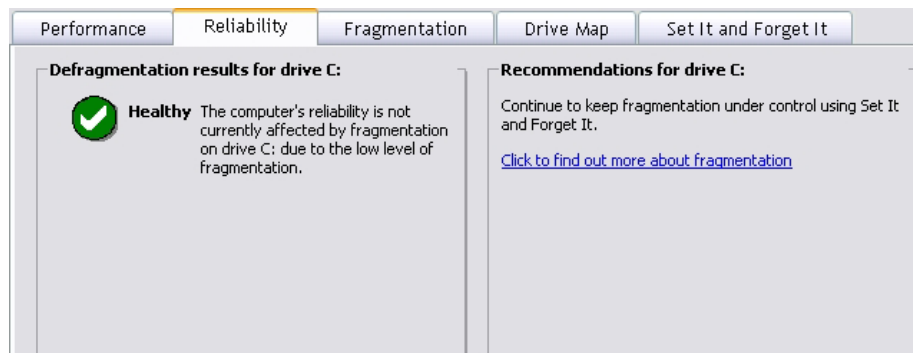 Performance
Reliability
Fragmentation
Drive Map
Set It and Forget It
Defragmentation results for drive C:
Healthy
The computer's reliability is not
currently affected by fragmentation
on drive C: due to the low level of
fragmentation.
Recommendations for drive C:
Continue to keep fragmentation under control using Set It
and Forget It.
Click to find out more about fragmentation